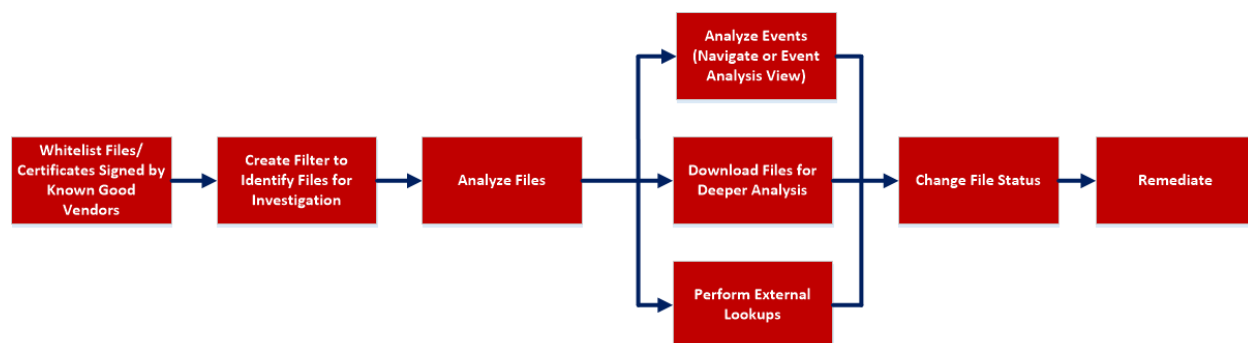 Whitelist Files/
Certificates Signed by
Known Good
Vendors
Create Filter to
Identify Files for
Investigation
Analyze Files
Analyze Events
(Navigate or Event
Analysis View)
Download Files for
Deeper Analysis
Perform External
Lookups
Change File Status
Remediate